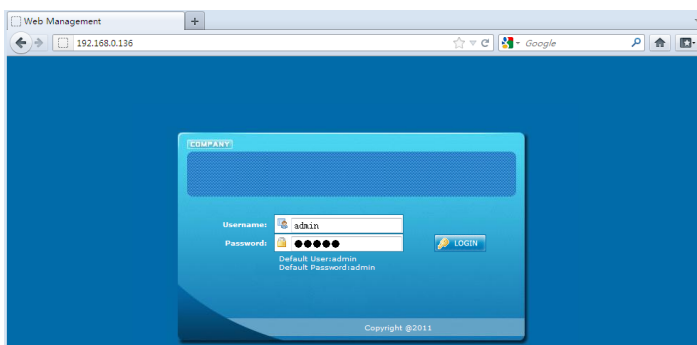 Web Management
192.168.0.136
Google
COMPANY
Username: admin
Password: ●●●●●
LOGIN
Default User:admin
Default Password:admin
Copyright @2011